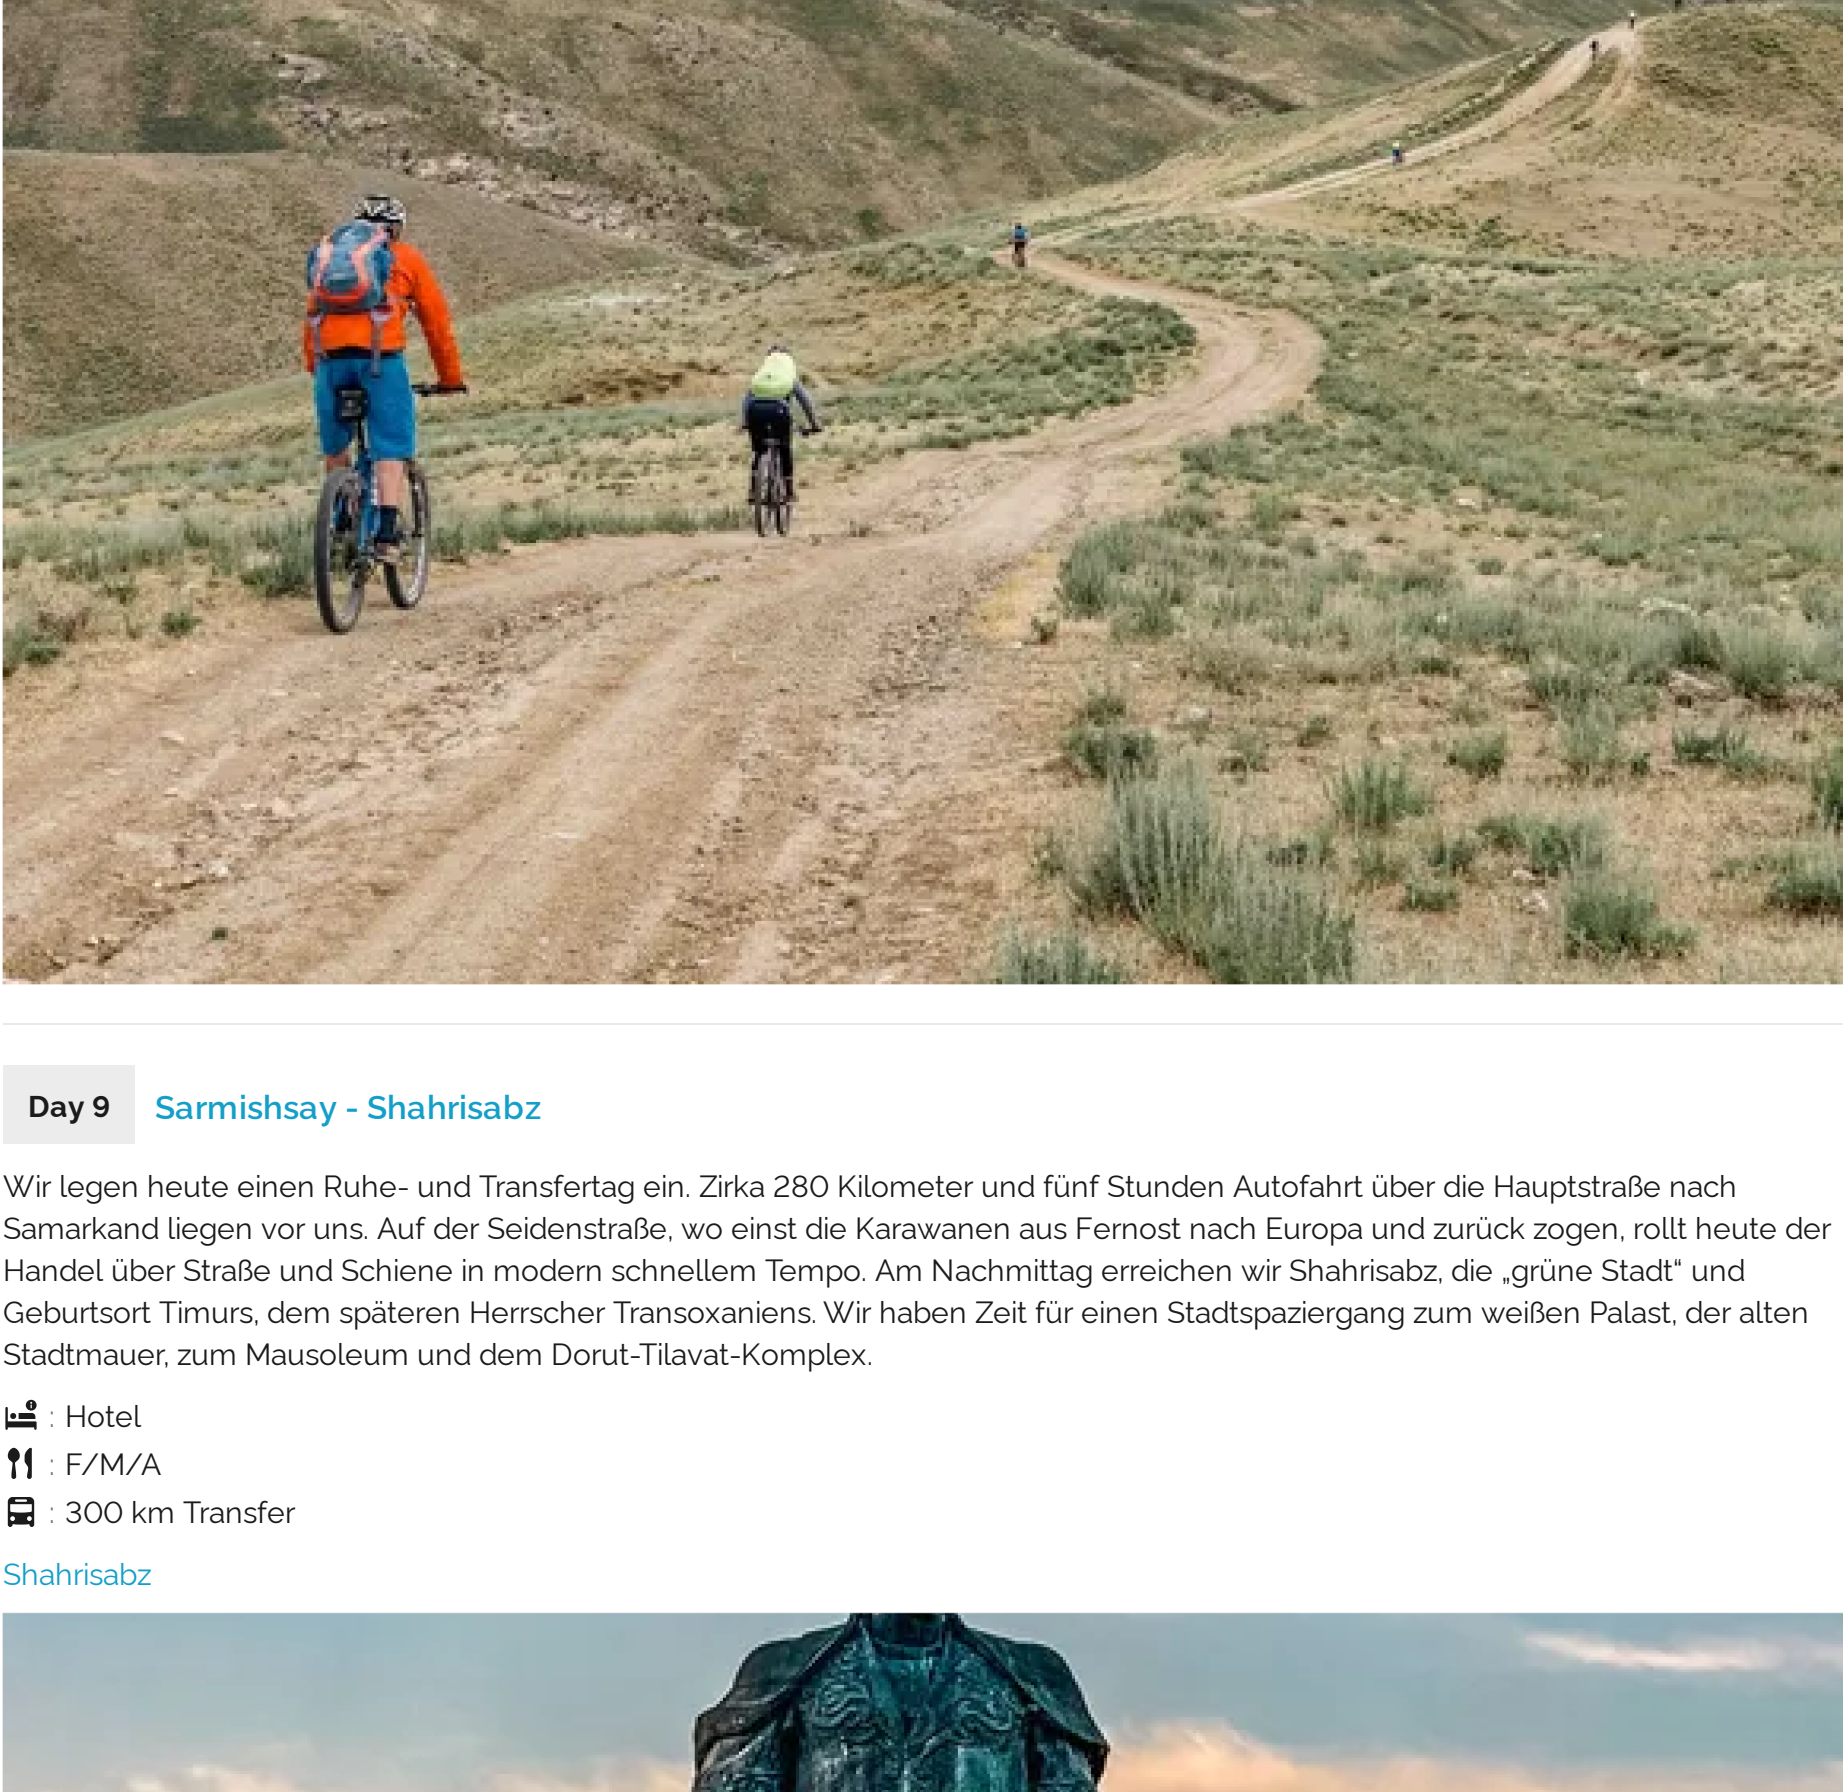 Day 9
Sarmishsay - Shahrisabz
Wir legen heute einen Ruhe- und Transfertag ein. Zirka 280 Kilometer und fünf Stunden Autofahrt über die Hauptstraße nach
Samarkand liegen vor uns. Auf der Seidenstraße, wo einst die Karawanen aus Fernost nach Europa und zurück zogen, rollt heute der
Handel über Straße und Schiene in modern schnellem Tempo. Am Nachmittag erreichen wir Shahrisabz, die „grüne Stadt“ und
Geburtsort Timurs, dem späteren Herrscher Transoxaniens. Wir haben Zeit für einen Stadtspaziergang zum weißen Palast, der alten
Stadtmauer, zum Mausoleum und dem Dorut-Tilavat-Komplex.
: Hotel
: F/M/A
: 300 km Transfer
Shahrisabz